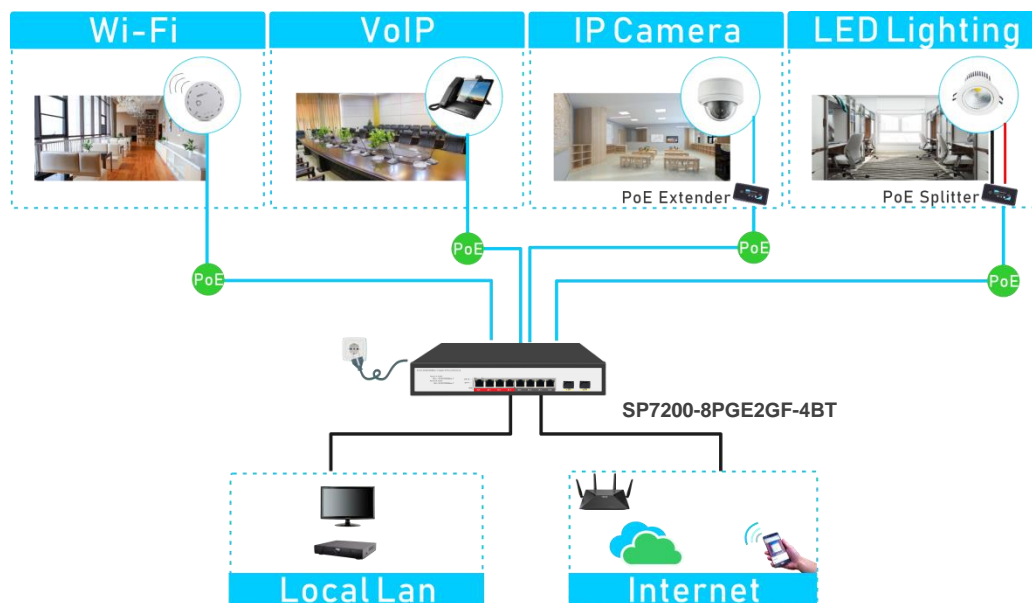 Wi-Fi
VoIP
IP Camera
LED Lighting
PoE Extender
PoE Splitter
PoE
PoE
PoE
PoE
SP7200-8PGE2GF-4BT
Local Lan
Internet